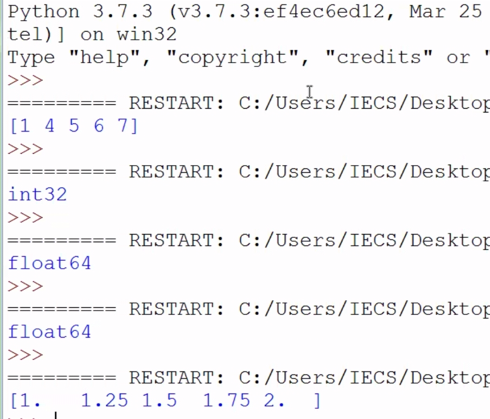 Python 3.7.3 (v3.7.3:ef4ec6ed12, Mar 25
tel)] on win32
Type "help", "copyright", "credits" or "
>>>
========= RESTART: C:/Users/IECS/Desktop
[1 4 5 6 7]
>>>
========= RESTART: C:/Users/IECS/Desktop
int32
>>>
========= RESTART: C:/Users/IECS/Desktop
float64
>>>
========= RESTART: C:/Users/IECS/Desktop
float64
>>>
========= RESTART: C:/Users/IECS/Desktop
[1.   1.25 1.5  1.75 2.  ]
>>>